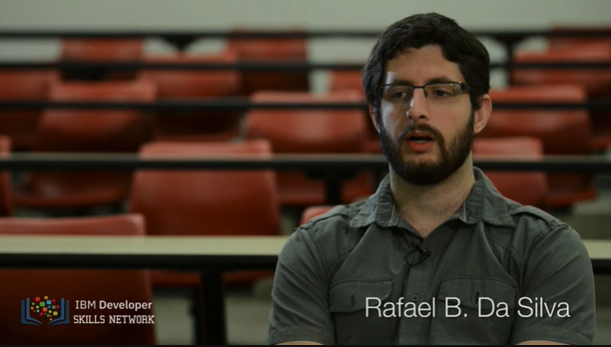 Rafael B. Da Silva
IBM Developer
SKILLS NETWORK